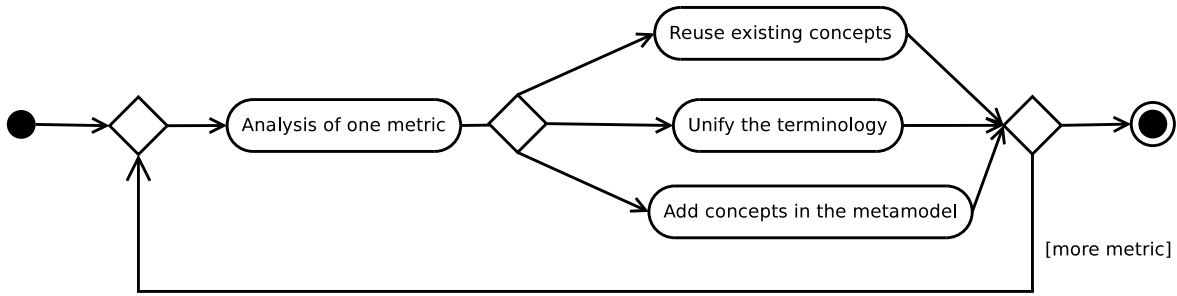 Reuse existing concepts
Analysis of one metric
Unify the terminology
Add concepts in the metamodel
[more metric]